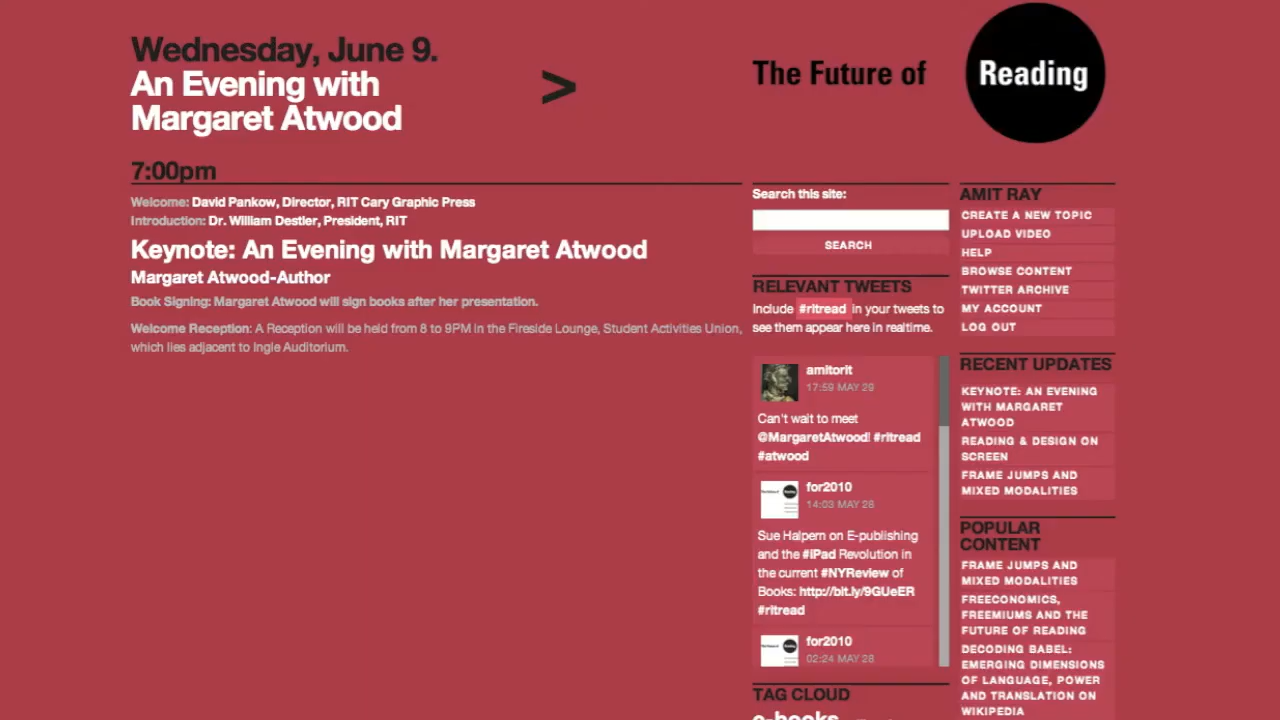 Wednesday, June 9.
An Evening with
Margaret Atwood
>
The Future of
Reading
7:00pm
Welcome: David Pankow, Director, RIT Cary Graphic Press
Introduction: Dr. William Destler, President, RIT
Keynote: An Evening with Margaret Atwood
Margaret Atwood-Author
Book Signing: Margaret Atwood will sign books after her presentation.
Welcome Reception: A Reception will be held from 8 to 9PM in the Fireside Lounge, Student Activities Union,
which lies adjacent to Ingle Auditorium.
Search this site:
SEARCH
RELEVANT TWEETS
Include #ritread in your tweets to
see them appear here in realtime.
amitorit
17:59 MAY 29
Can't wait to meet
@MargaretAtwood! #ritread
#atwood
for2010
14:03 MAY 28
Sue Halpern on E-publishing
and the #iPad Revolution in
the current #NYReview of
Books: http://bit.ly/9GUeER
#ritread
for2010
02:24 MAY 28
TAG CLOUD
e-books
AMIT RAY
CREATE A NEW TOPIC
UPLOAD VIDEO
HELP
BROWSE CONTENT
TWITTER ARCHIVE
MY ACCOUNT
LOG OUT
RECENT UPDATES
KEYNOTE: AN EVENING
WITH MARGARET
ATWOOD
READING & DESIGN ON
SCREEN
FRAME JUMPS AND
MIXED MODALITIES
POPULAR
CONTENT
FRAME JUMPS AND
MIXED MODALITIES
FREECONOMICS,
FREEMIUMS AND THE
FUTURE OF READING
DECODING BABEL:
EMERGING DIMENSIONS
OF LANGUAGE, POWER
AND TRANSLATION ON
WIKIPEDIA